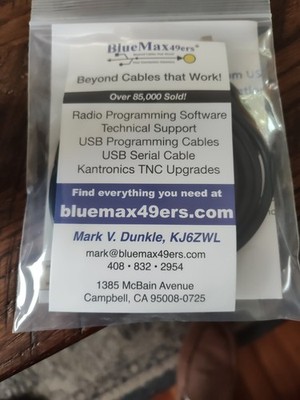 BlueMax49ers®
Beyond Cables that Work!
Over 85,000 Sold!
Radio Programming Software
Technical Support
USB Programming Cables
USB Serial Cable
Kantronics TNC Upgrades
Find everything you need at
bluemax49ers.com
Mark V. Dunkle, KJ6ZWL
mark@bluemax49ers.com
408 • 832 • 2954
1385 McBain Avenue
Campbell, CA 95008-0725